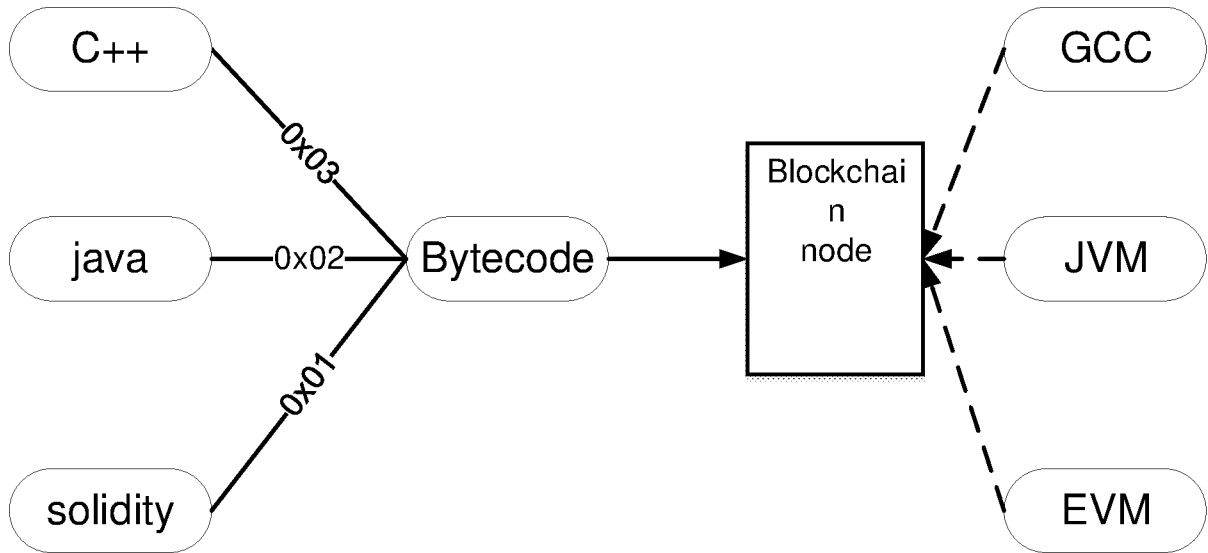 C++
GCC
0x03
Blockchai
n
node
java
0x02
Bytecode
JVM
0x01
solidity
EVM